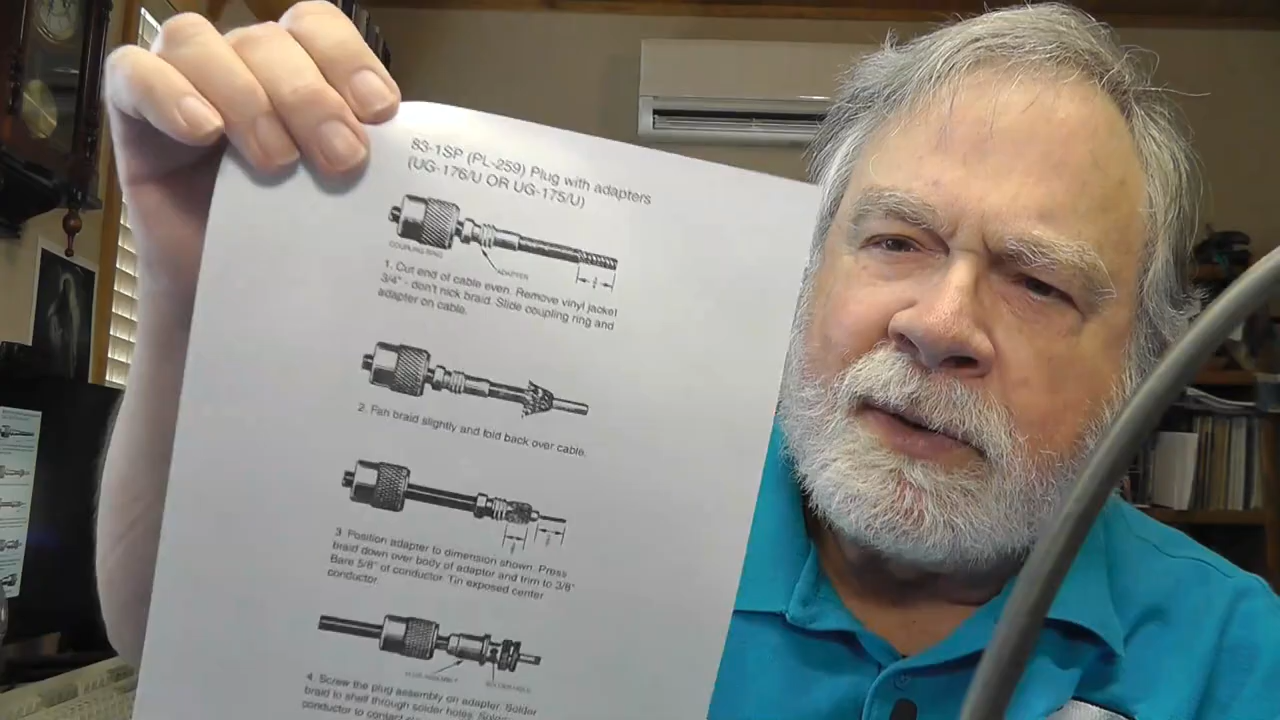 83-1SP (PL-259) Plug with adapters
(UG-176/U OR UG-175/U)
COUPLING RING
ADAPTER
1. Cut end of cable even. Remove vinyl jacket
3/4" - don't nick braid. Slide coupling ring and
adapter on cable.
2. Fan braid slightly and fold back over cable.
3. Position adapter to dimension shown. Press
braid down over body of adapter and trim to 3/8"
Bare 5/8" of conductor. Tin exposed center
conductor.
PLUG ASSEMBLY
SOLDER HOLE
4. Screw the plug assembly on adapter. Solder
braid to shell through solder holes. Solder
conductor to contact